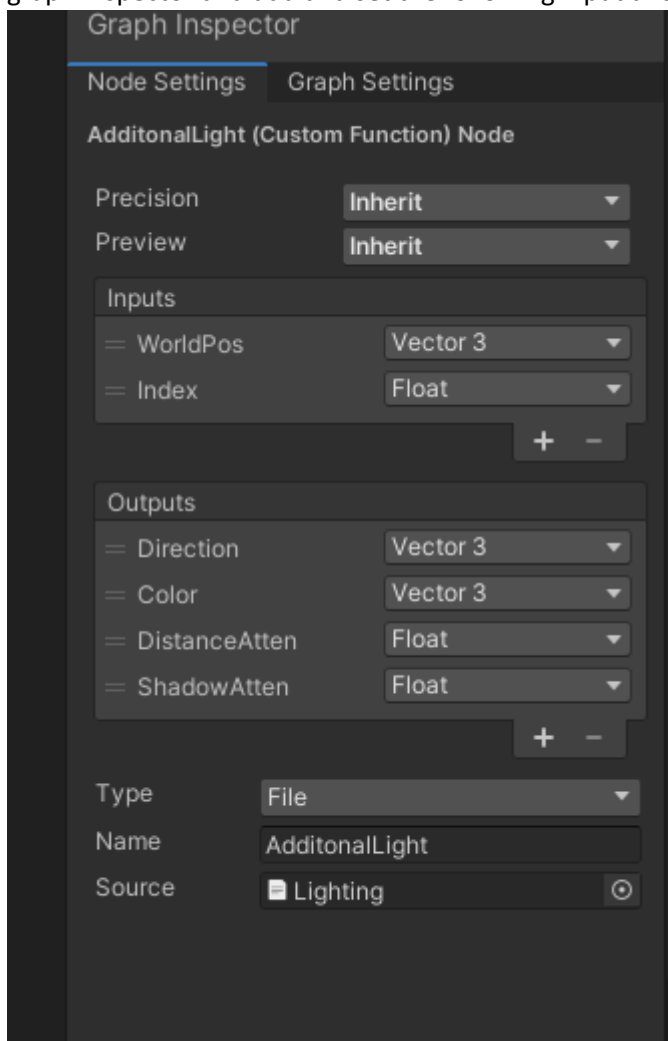 Graph Inspector
Node Settings Graph Settings
AdditonalLight (Custom Function) Node
Precision Inherit
Preview Inherit
Inputs
WorldPos Vector 3
Index Float
+ −
Outputs
Direction Vector 3
Color Vector 3
DistanceAtten Float
ShadowAtten Float
+ −
Type File
Name AdditonalLight
Source Lighting